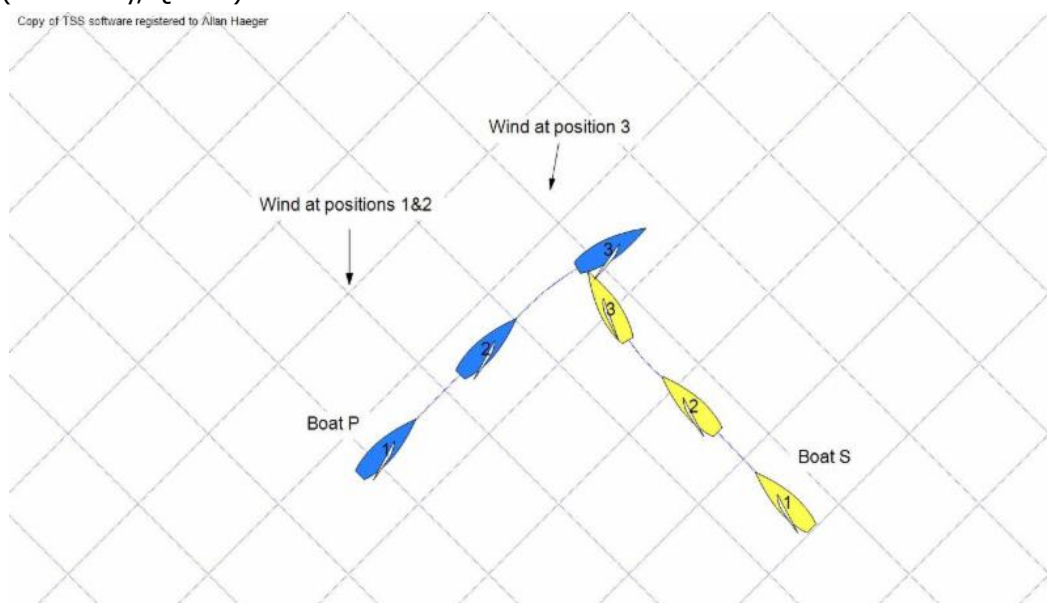 Copy of TSS software registered to Allan Haeger
Wind at position 3
Wind at positions 1&2
3
3
2
Boat P
2
1
Boat S
1